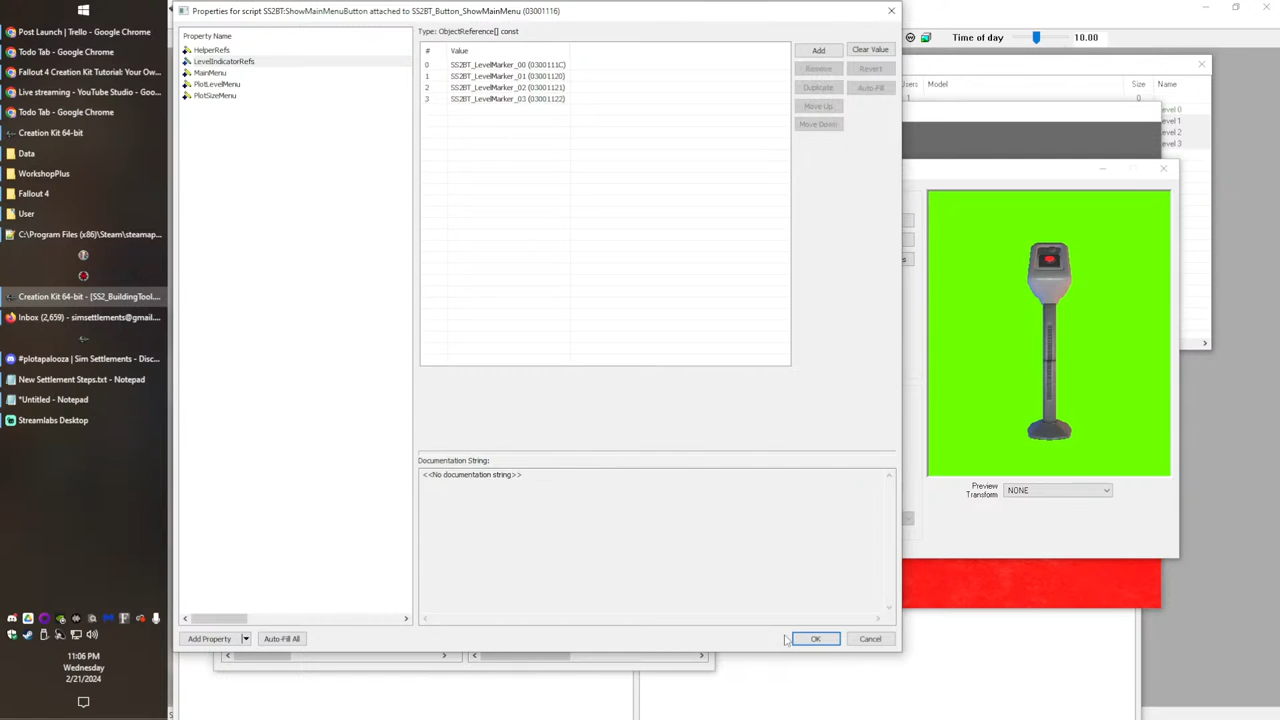 Post Launch | Trello - Google Chrome
Todo Tab - Google Chrome
Fallout 4 Creation Kit Tutorial: Your Ow...
Live streaming - YouTube Studio - Goo...
Todo Tab - Google Chrome
Creation Kit 64-bit
Data
WorkshopPlus
Fallout 4
User
C:\Program Files (x86)\Steam\steamap...
Creation Kit 64-bit - [SS2_BuildingTool....
Inbox (2,659) - simsettlements@gmail....
#plotapalooza | Sim Settlements - Disc...
New Settlement Steps.txt - Notepad
*Untitled - Notepad
Streamlabs Desktop
11:06 PM
Wednesday
2/21/2024
Properties for script SS2BT:ShowMainMenuButton attached to SS2BT_Button_ShowMainMenu (03001116)
Property Name
HelperRefs
LevelIndicatorRefs
MainMenu
PlotLevelMenu
PlotSizeMenu
Type: ObjectReference[] const
# Value
0 SS2BT_LevelMarker_00 (0300111C)
1 SS2BT_LevelMarker_01 (03001120)
2 SS2BT_LevelMarker_02 (03001121)
3 SS2BT_LevelMarker_03 (03001122)
Add Clear Value
Remove Revert
Duplicate Auto-Fill
Move Up
Move Down
Documentation String:
<<No documentation string>>
Add Property Auto-Fill All
OK Cancel
Time of day 10.00
Users Model Size Name
1 0 evel 0
evel 1
evel 2
evel 3
s
Preview
Transform NONE